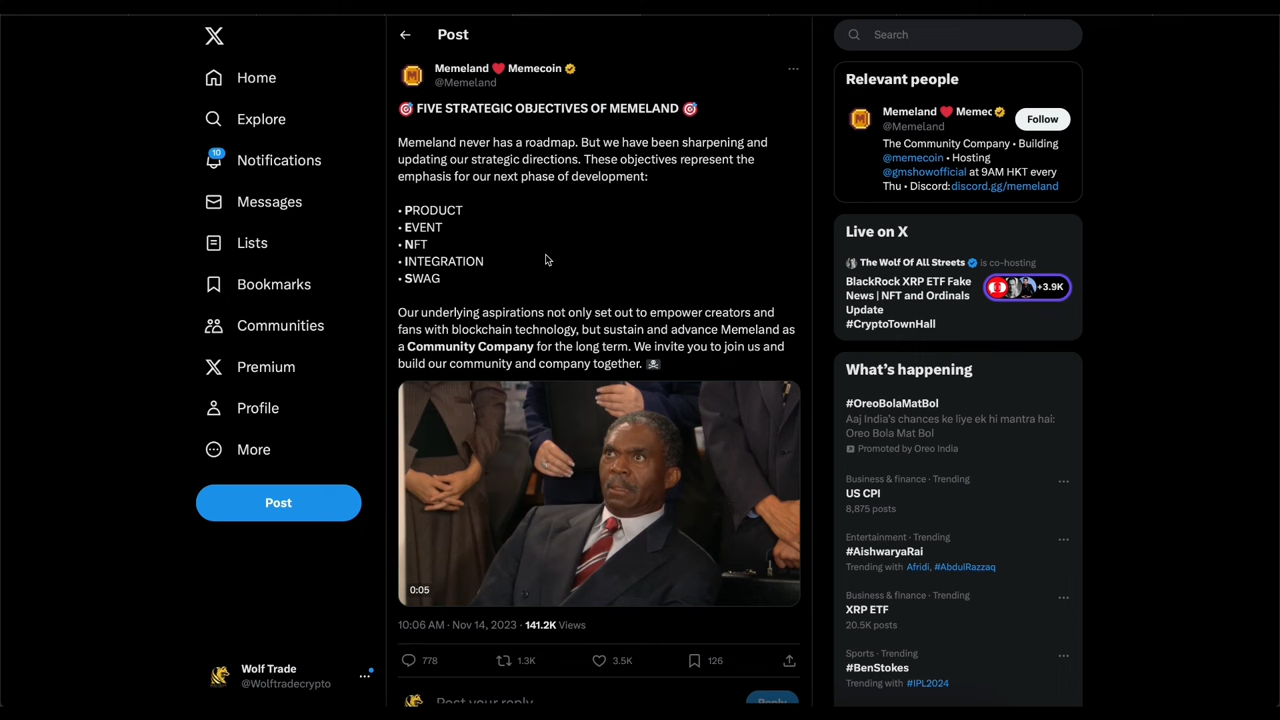 Home
Explore
10
Notifications
Messages
Lists
Bookmarks
Communities
Premium
Profile
More
Post
Wolf Trade
@Wolftradecrypto
Post
Memeland ❤️ Memecoin
@Memeland
🎯 FIVE STRATEGIC OBJECTIVES OF MEMELAND 🎯
Memeland never has a roadmap. But we have been sharpening and
updating our strategic directions. These objectives represent the
emphasis for our next phase of development:
• PRODUCT
• EVENT
• NFT
• INTEGRATION
• SWAG
Our underlying aspirations not only set out to empower creators and
fans with blockchain technology, but sustain and advance Memeland as
a Community Company for the long term. We invite you to join us and
build our community and company together. ☠️
0:05
10:06 AM · Nov 14, 2023 · 141.2K Views
778 1.3K 3.5K 126
Post your reply
Reply
Search
Relevant people
Memeland ❤️ Memec
@Memeland
Follow
The Community Company • Building
@memecoin • Hosting
@gmshowofficial at 9AM HKT every
Thu • Discord:discord.gg/memeland
Live on X
The Wolf Of All Streets is co-hosting
BlackRock XRP ETF Fake
News | NFT and Ordinals
Update
#CryptoTownHall
+3.9K
What's happening
#OreoBolaMatBol
Aaj India's chances ke liye ek hi mantra hai:
Oreo Bola Mat Bol
Promoted by Oreo India
Business & finance · Trending
US CPI
8,875 posts
Entertainment · Trending
#AishwaryaRai
Trending with Afridi, #AbdulRazzaq
Business & finance · Trending
XRP ETF
20.5K posts
Sports · Trending
#BenStokes
Trending with #IPL2024